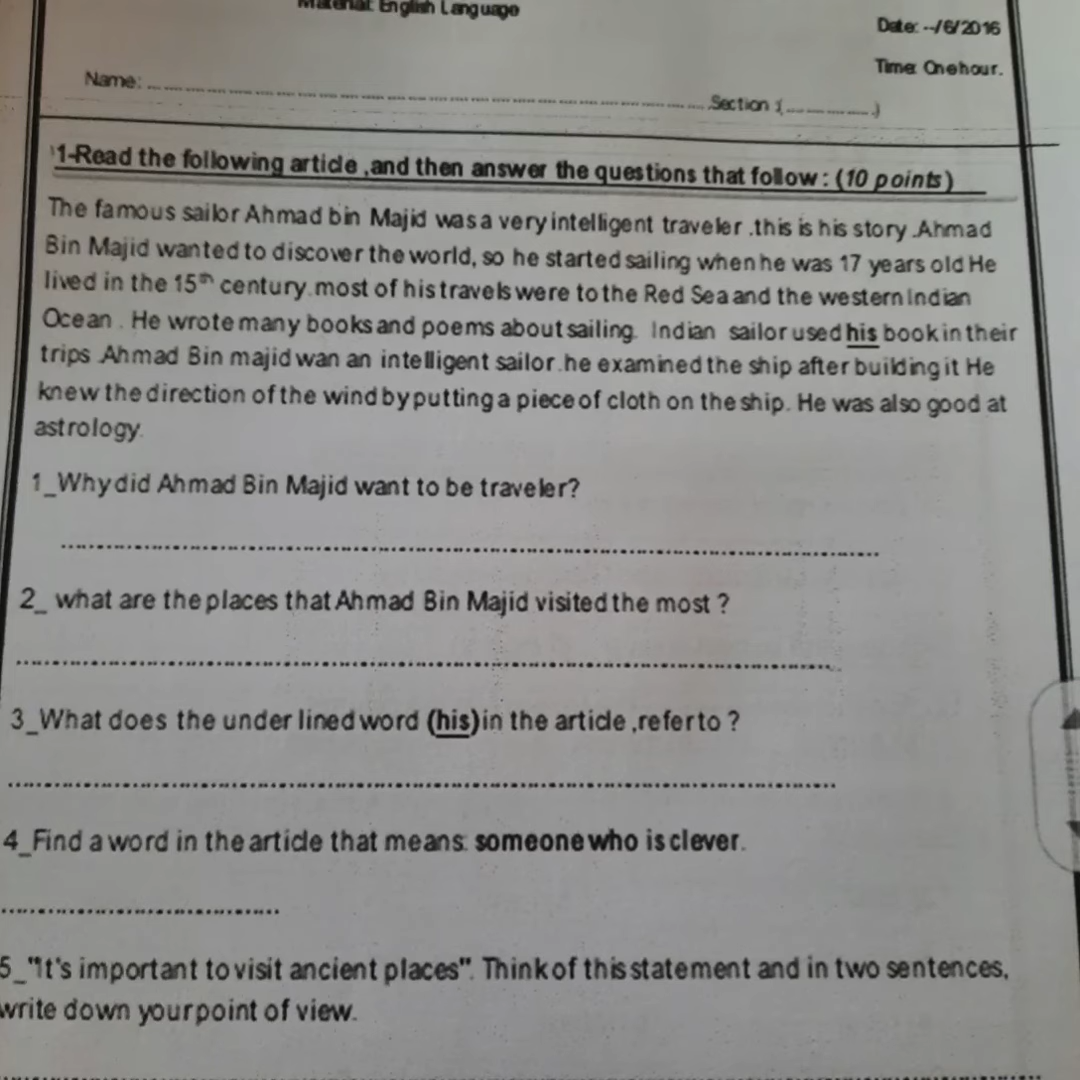 Material: English Language
Date: --/6/2016
Time: One hour.
Name: ........................................ Section :(..............)
1-Read the following article ,and then answer the questions that follow : (10 points)
The famous sailor Ahmad bin Majid was a very intelligent traveler .this is his story .Ahmad
Bin Majid wanted to discover the world, so he started sailing when he was 17 years old He
lived in the 15th century. most of his travels were to the Red Sea and the western Indian
Ocean . He wrote many books and poems about sailing. Indian sailor used his book in their
trips .Ahmad Bin majid wan an intelligent sailor .he examined the ship after building it He
knew the direction of the wind by putting a piece of cloth on the ship. He was also good at
astrology.
1_Why did Ahmad Bin Majid want to be traveler?
2_ what are the places that Ahmad Bin Majid visited the most ?
3_What does the under lined word (his)in the article ,refer to ?
4_Find a word in the article that means: someone who is clever.
5_"It's important to visit ancient places". Think of this statement and in two sentences,
write down your point of view.